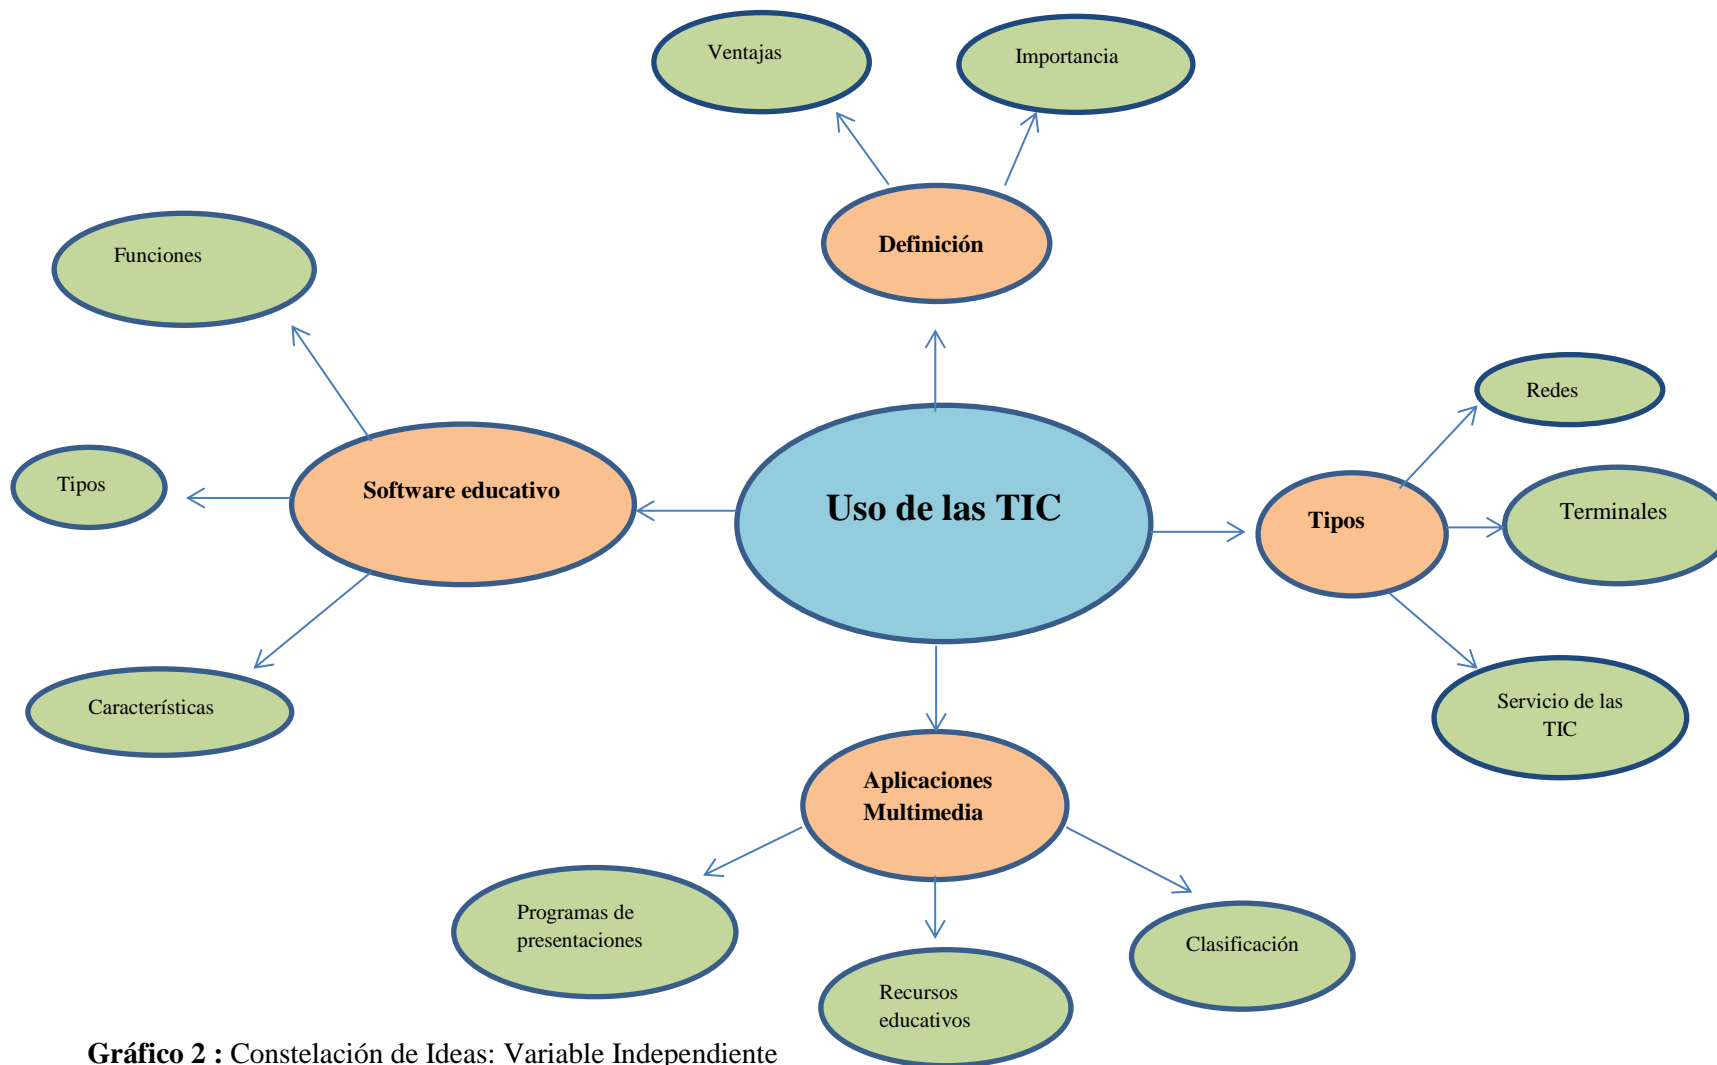 Ventajas
Importancia
Definición
Funciones
Redes
Tipos
Software educativo
Uso de las TIC
Tipos
Terminales
Características
Servicio de las
TIC
Aplicaciones
Multimedia
Programas de
presentaciones
Clasificación
Recursos
educativos
Gráfico 2 : Constelación de Ideas: Variable Independiente